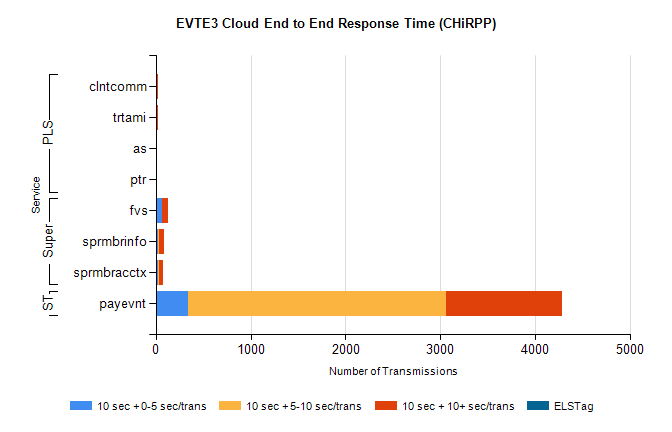 EVTE3 Cloud End to End Response Time (CHiRPP)
Service
PLS
clntcomm
trtami
as
ptr
Super
fvs
sprmbrinfo
sprmbracctx
ST
payevnt
0 1000 2000 3000 4000 5000
Number of Transmissions
10 sec +0-5 sec/trans 10 sec +5-10 sec/trans 10 sec + 10+ sec/trans ELSTag